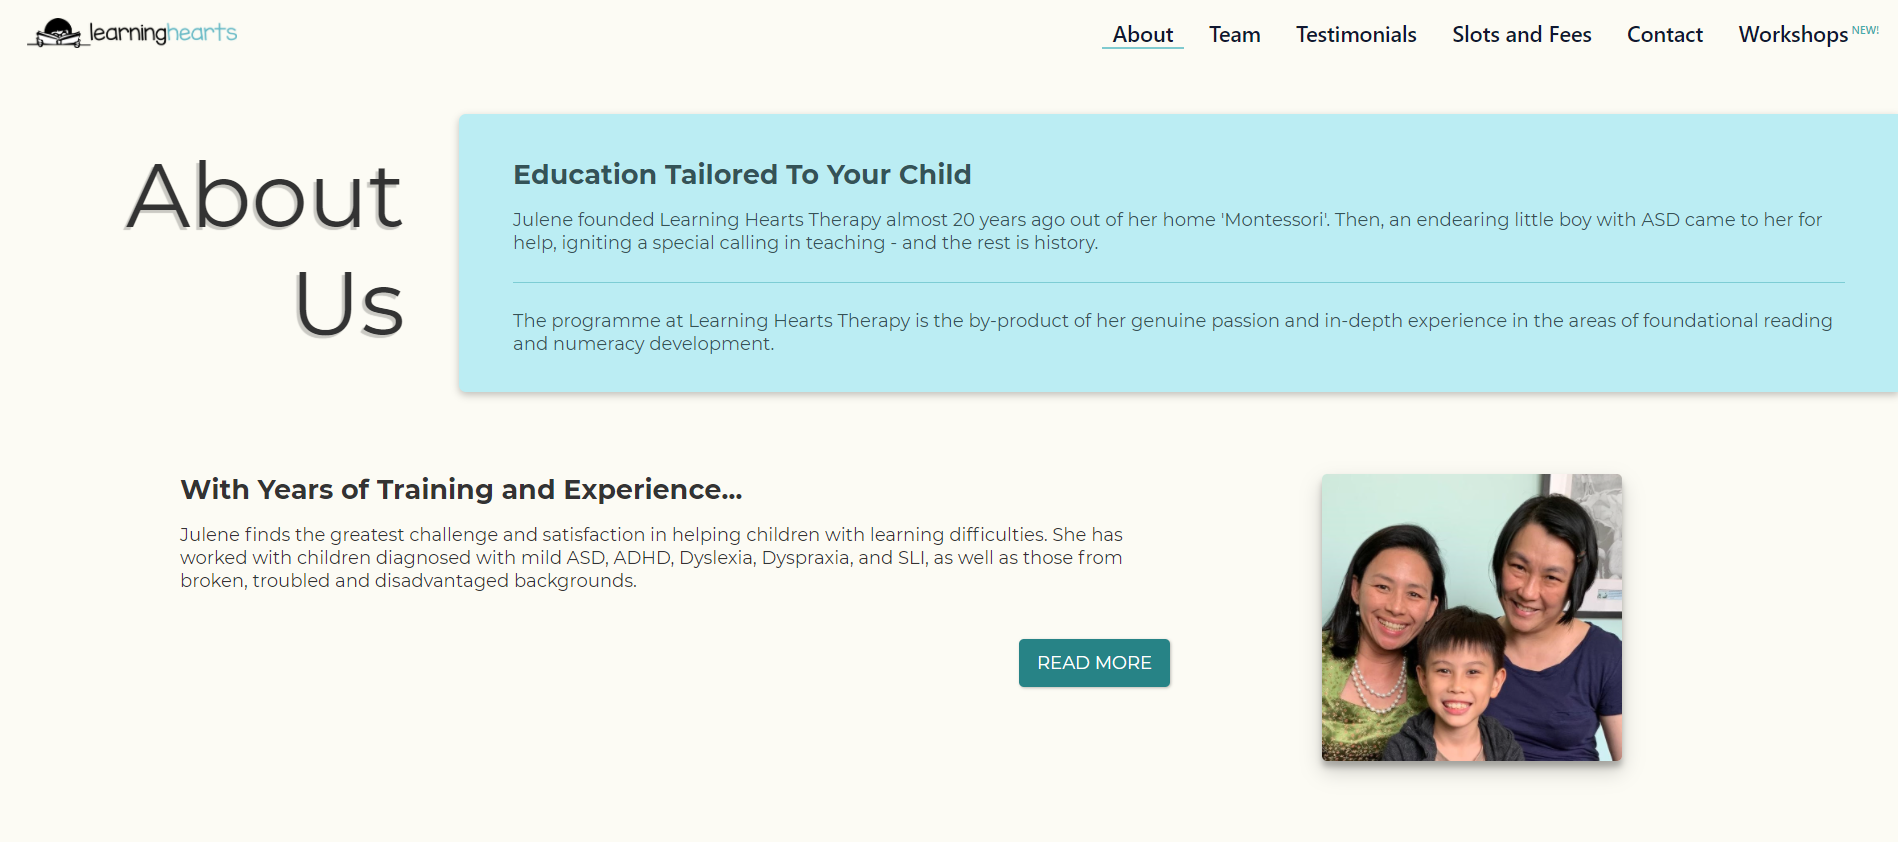 learninghearts
About
Team
Testimonials
Slots and Fees
Contact
Workshops NEW!
About
Us
Education Tailored To Your Child
Julene founded Learning Hearts Therapy almost 20 years ago out of her home 'Montessori'. Then, an endearing little boy with ASD came to her for
help, igniting a special calling in teaching - and the rest is history.
The programme at Learning Hearts Therapy is the by-product of her genuine passion and in-depth experience in the areas of foundational reading
and numeracy development.
With Years of Training and Experience...
Julene finds the greatest challenge and satisfaction in helping children with learning difficulties. She has
worked with children diagnosed with mild ASD, ADHD, Dyslexia, Dyspraxia, and SLI, as well as those from
broken, troubled and disadvantaged backgrounds.
READ MORE